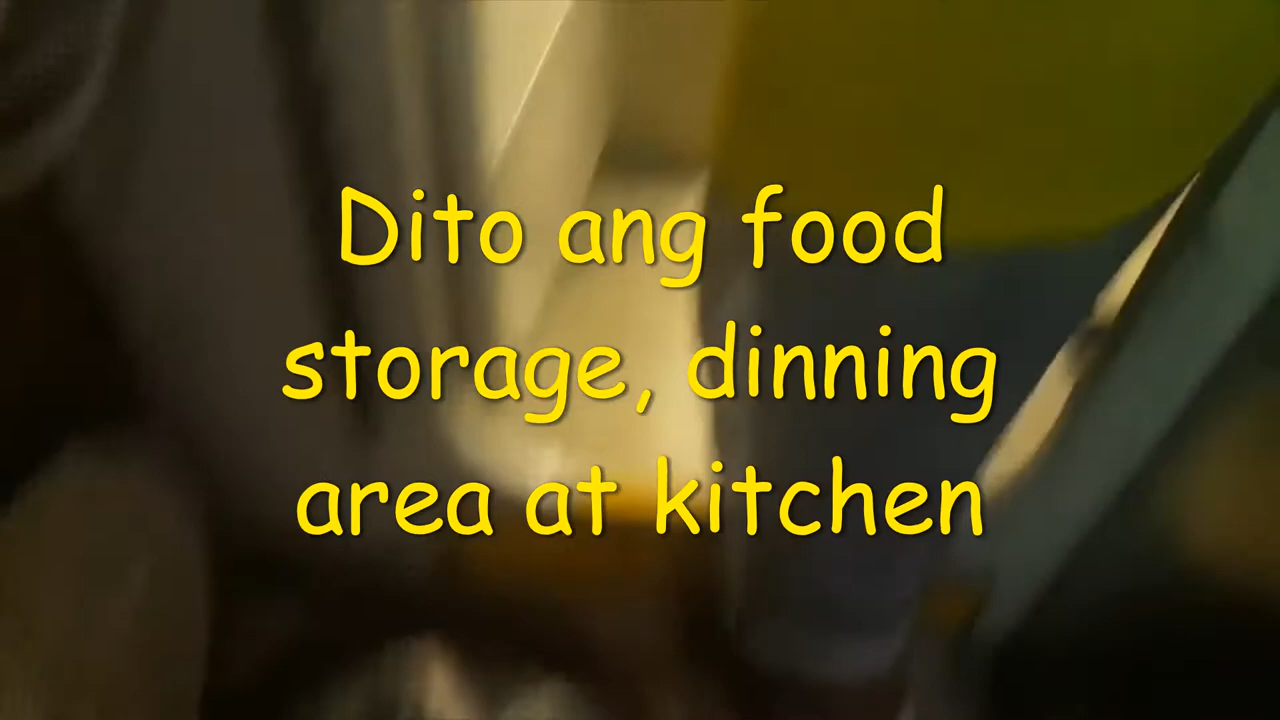 Dito ang food
storage, dinning
area at kitchen